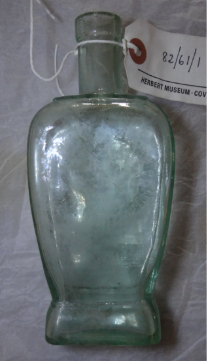 82/61/1
HERBERT MUSEUM - COV